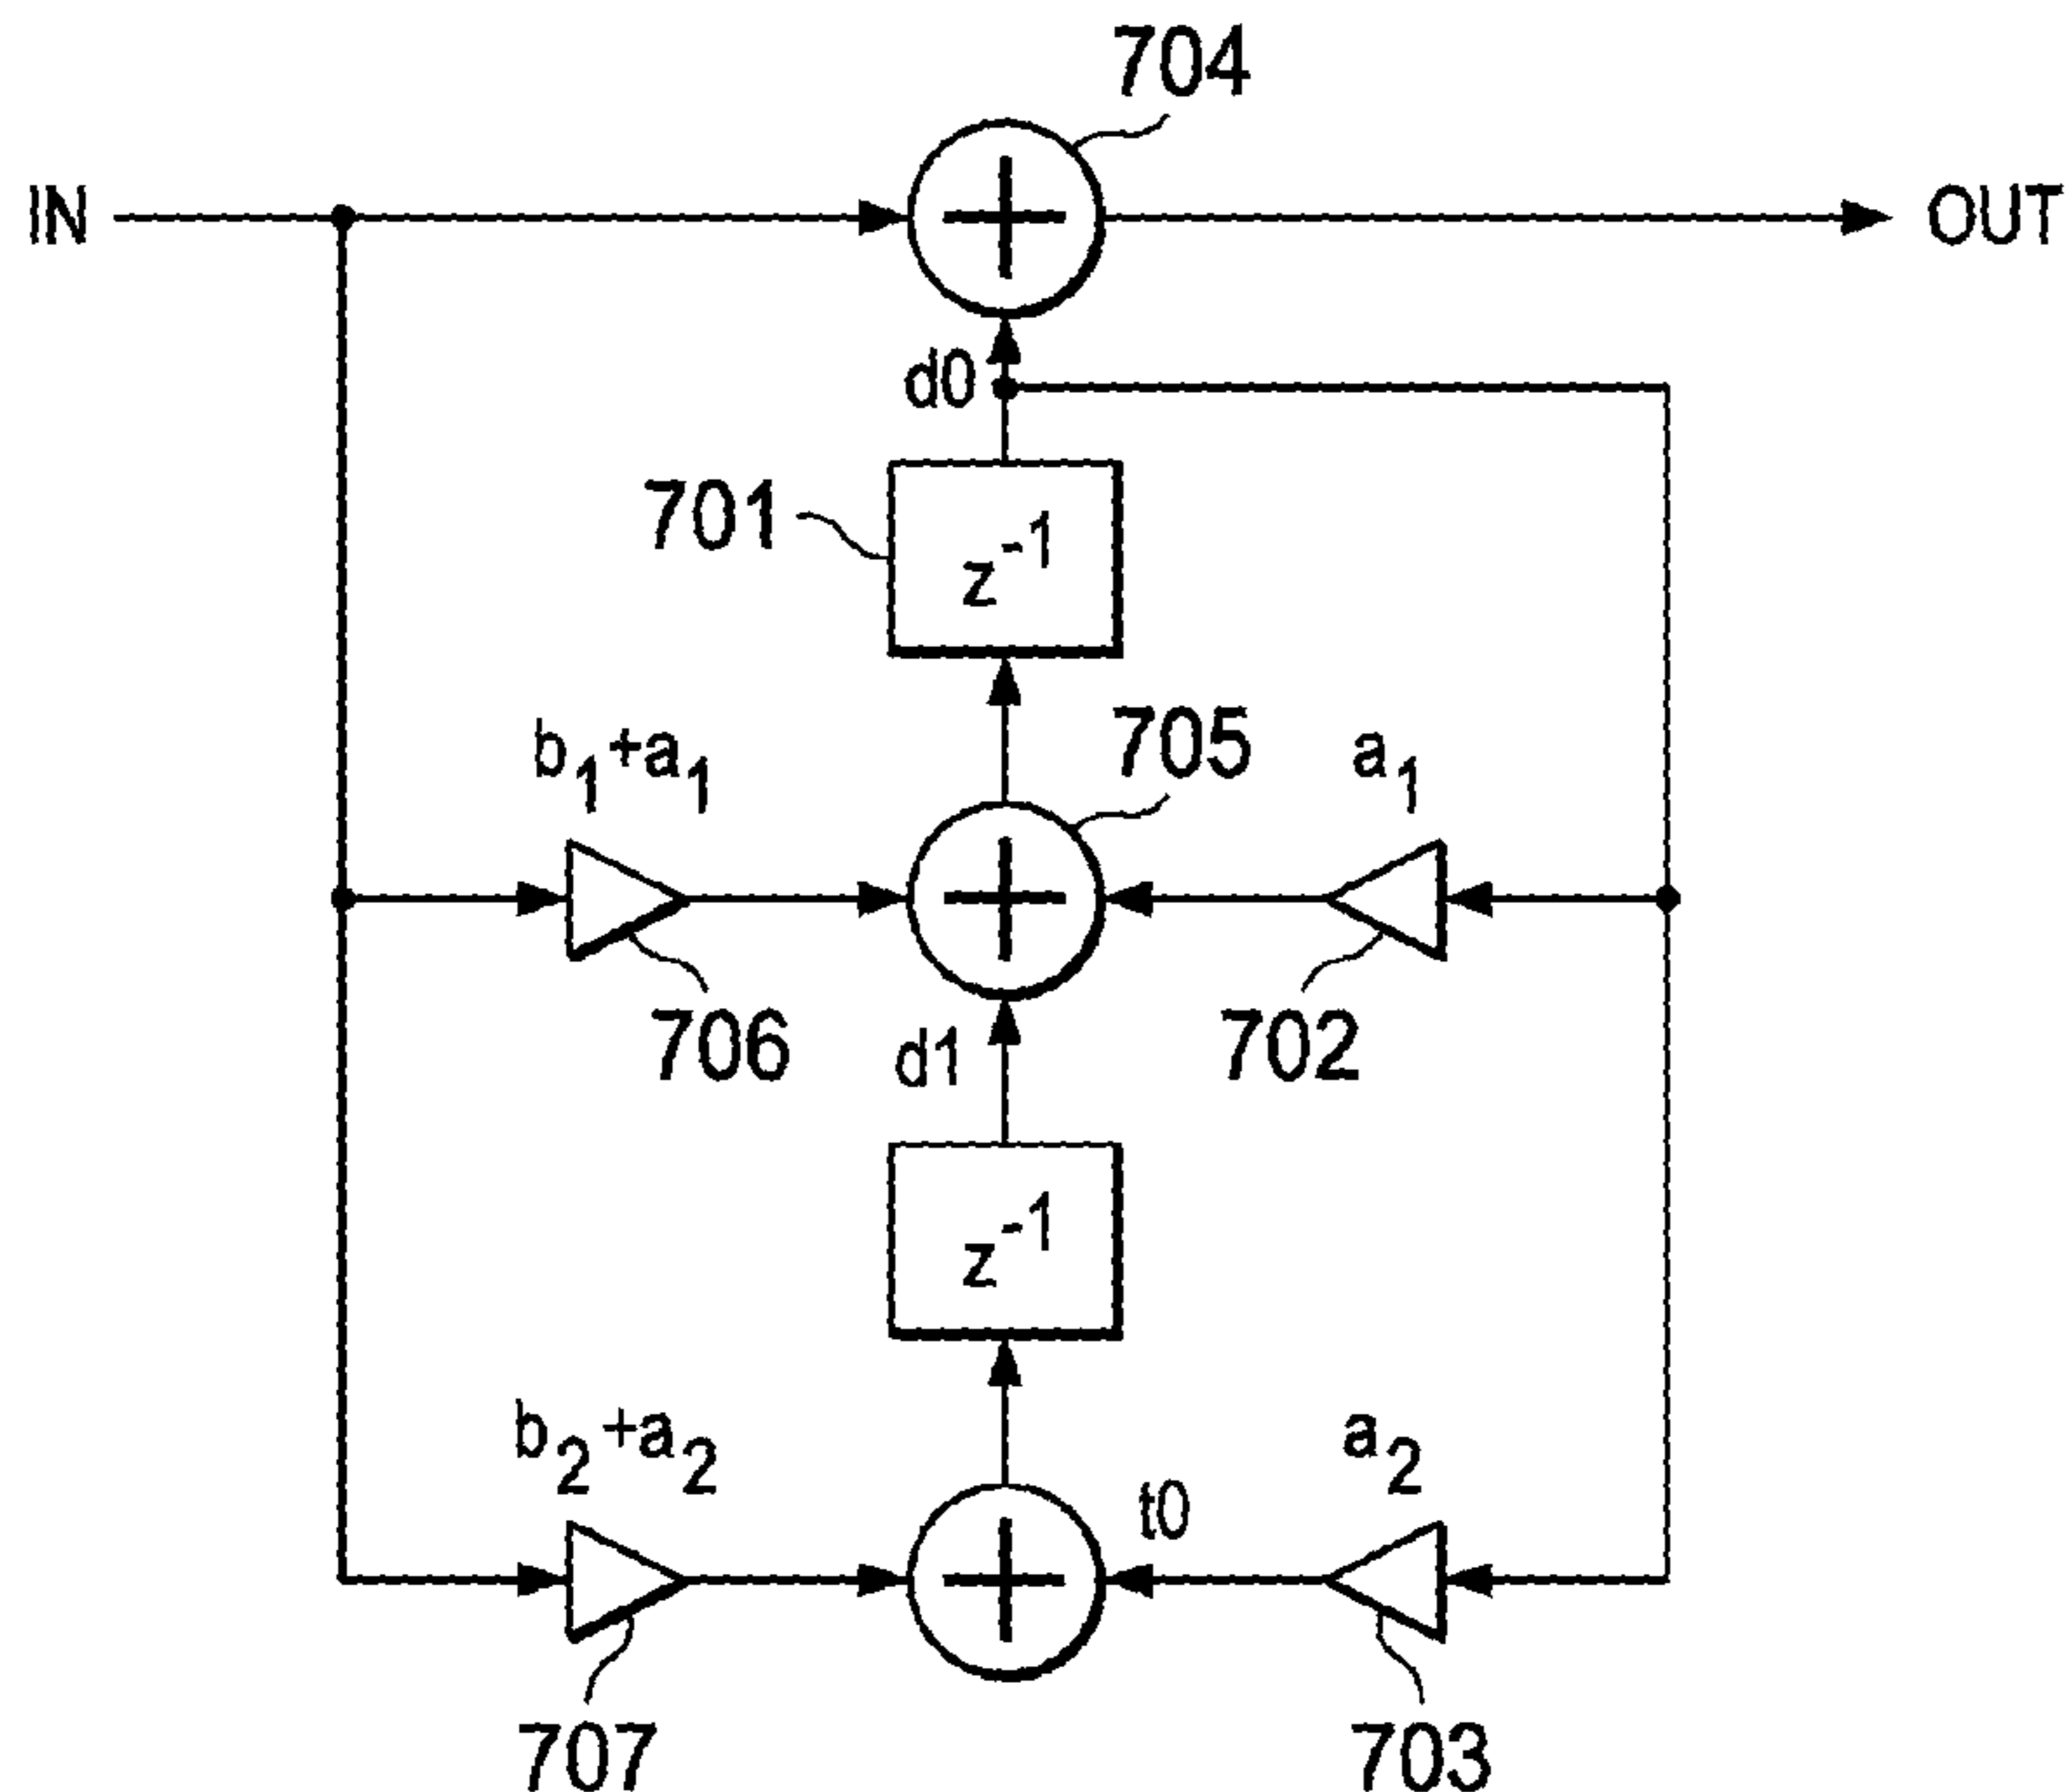 704
IN
OUT
d0
701
z⁻¹
b₁+a₁
705
a₁
706
d1
702
z⁻¹
b₂+a₂
t0
a₂
707
703